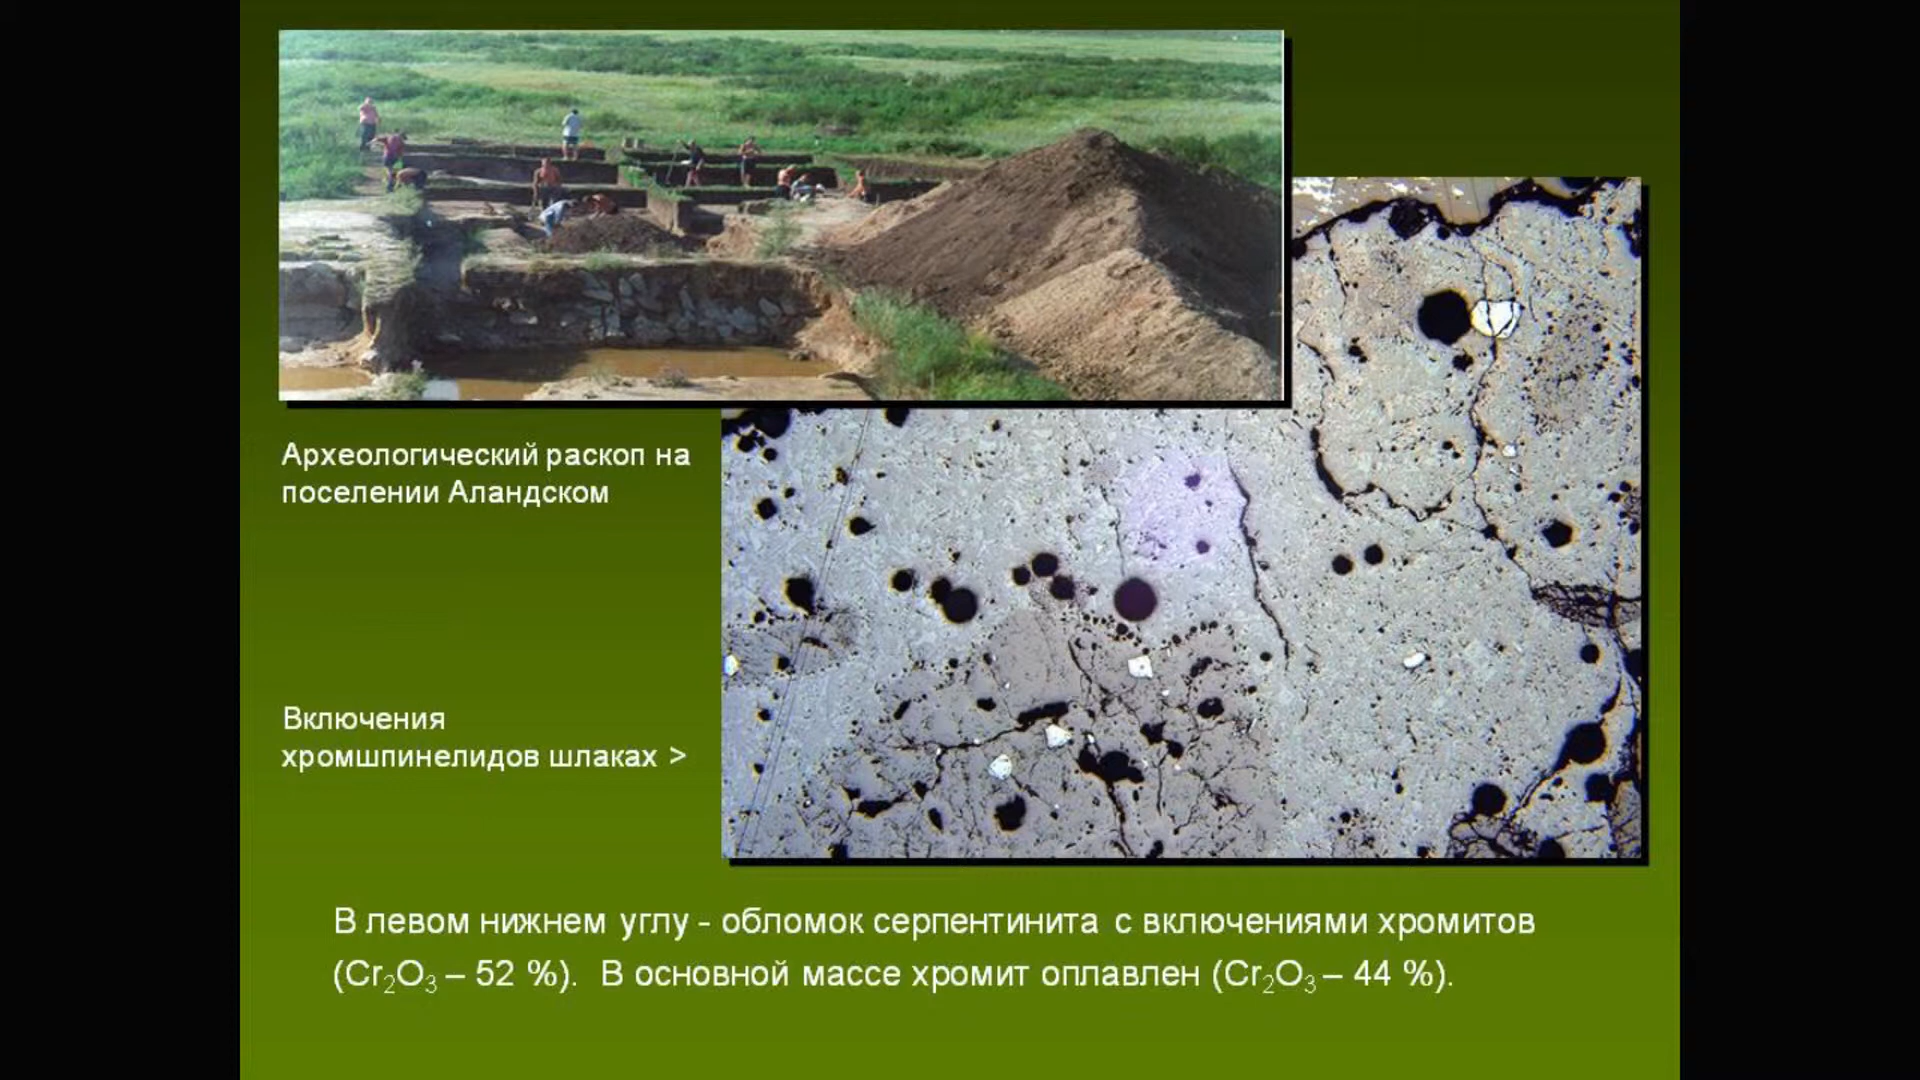 Археологический раскоп на
поселении Аландском
Включения
хромшпинелидов шлаках >
В левом нижнем углу - обломок серпентинита с включениями хромитов
(Cr₂O₃ – 52 %). В основной массе хромит оплавлен (Cr₂O₃ – 44 %).